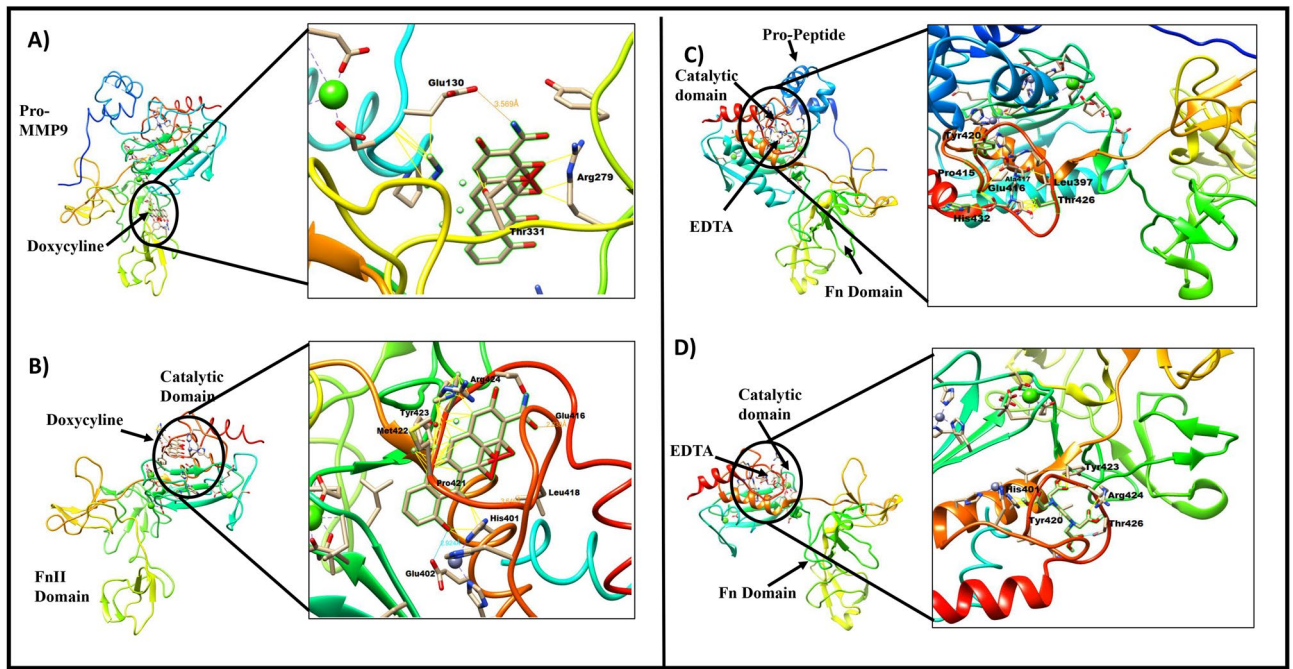 A)
Pro-
MMP9
Doxycyline
Glu130
3.569Å
Arg279
Thr331
B)
Catalytic
Domain
Doxycyline
FnII
Domain
Arg424
Tyr423
Glu416
Met422
Pro421
Leu418
His401
Glu402
C)
Pro-Peptide
Catalytic
domain
EDTA
Fn Domain
Tyr420
Pro415
Ala417
Leu397
Glu416
Thr426
His432
D)
Catalytic
domain
EDTA
Fn Domain
Tyr423
His401
Arg424
Tyr420
Thr426